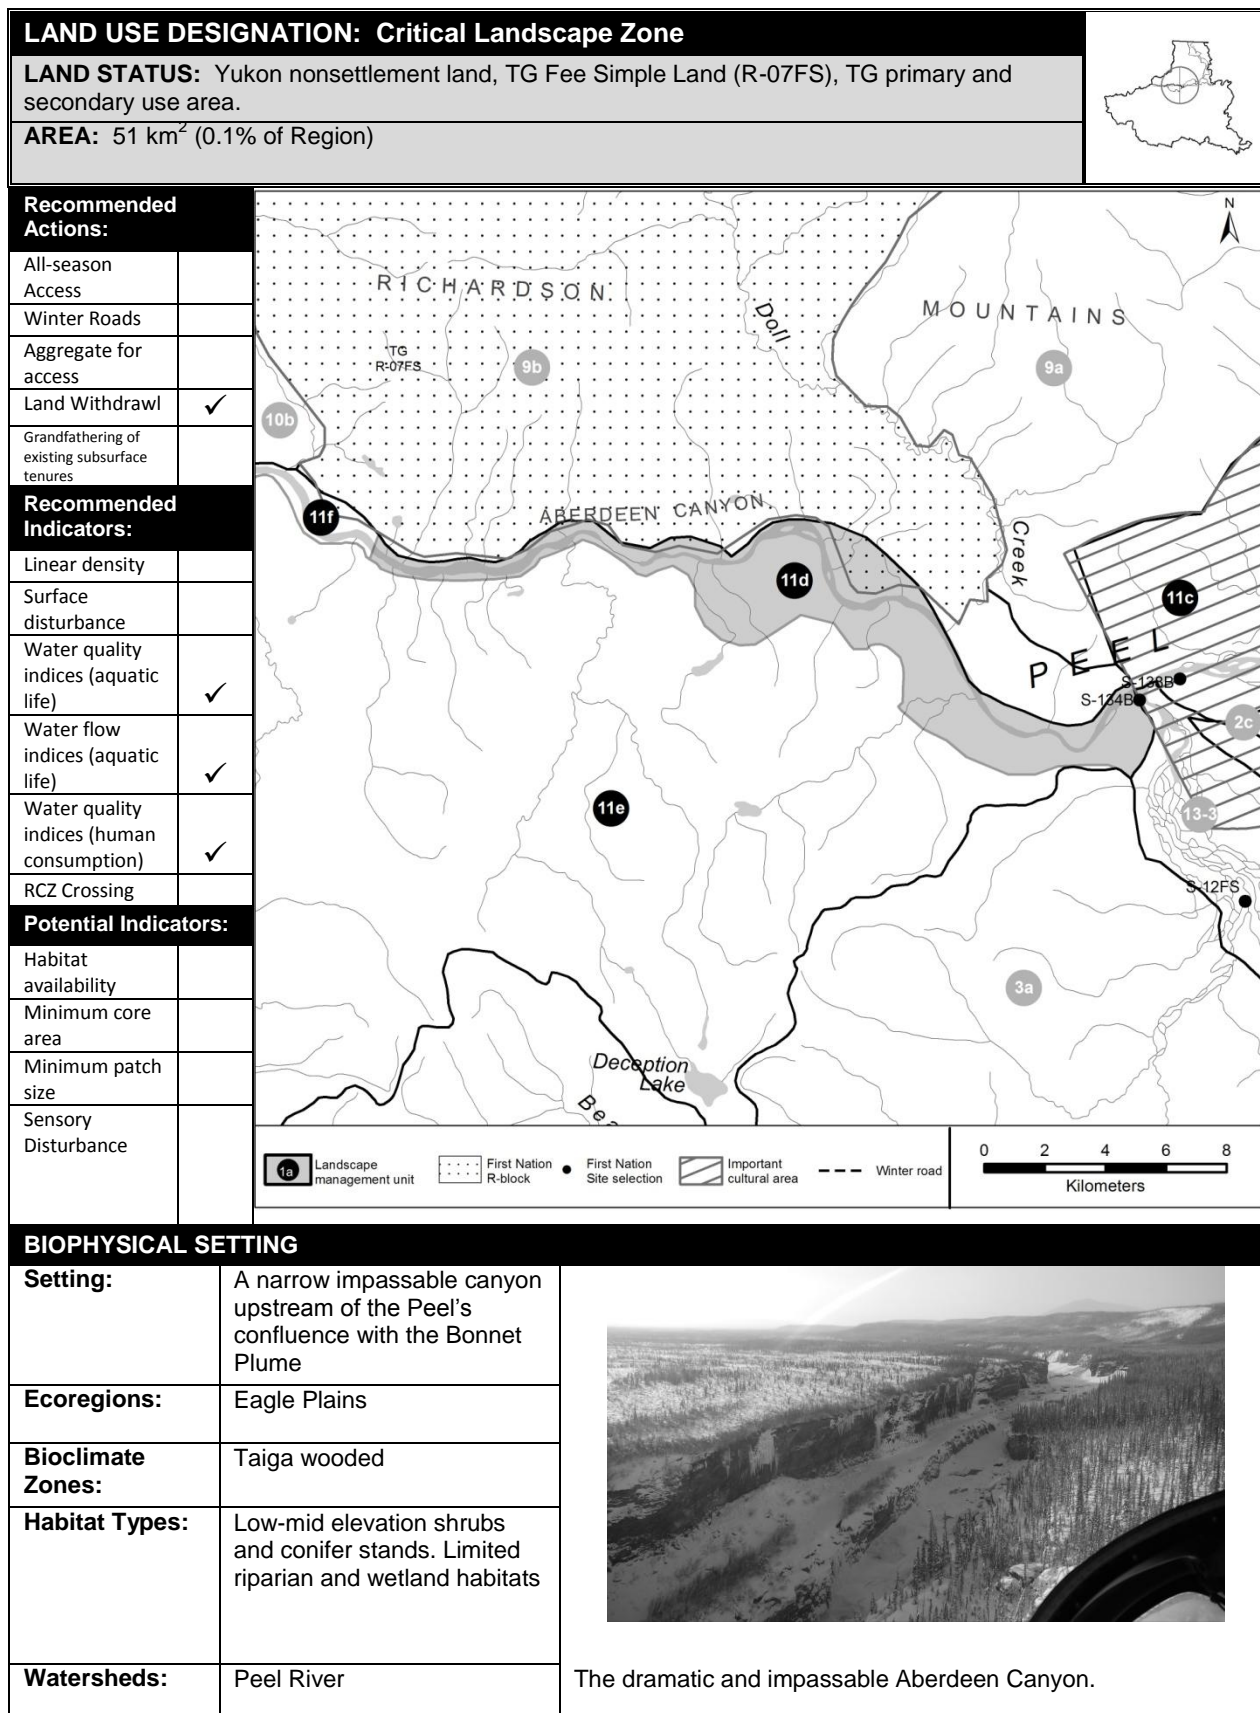 LAND USE DESIGNATION: Critical Landscape Zone
LAND STATUS: Yukon nonsettlement land, TG Fee Simple Land (R-07FS), TG primary and
secondary use area.
AREA: 51 km² (0.1% of Region)
Recommended
Actions:
All-season
Access
Winter Roads
Aggregate for
access
Land Withdrawl ✓
Grandfathering of
existing subsurface
tenures
Recommended
Indicators:
Linear density
Surface
disturbance
Water quality
indices (aquatic
life) ✓
Water flow
indices (aquatic
life) ✓
Water quality
indices (human
consumption) ✓
RCZ Crossing
Potential Indicators:
Habitat
availability
Minimum core
area
Minimum patch
size
Sensory
Disturbance
N
RICHARDSON
MOUNTAINS
Doll
Creek
TG
R-07FS
9b
9a
10b
11f
ABERDEEN CANYON
11d
11c
PEEL
S-138B
S-134B
2c
11e
13-3
S-12FS
3a
Deception
Lake
1a
Landscape
management unit
First Nation
R-block
First Nation
Site selection
Important
cultural area
Winter road
0 2 4 6 8
Kilometers
BIOPHYSICAL SETTING
Setting: A narrow impassable canyon
upstream of the Peel's
confluence with the Bonnet
Plume
Ecoregions: Eagle Plains
Bioclimate
Zones: Taiga wooded
Habitat Types: Low-mid elevation shrubs
and conifer stands. Limited
riparian and wetland habitats
Watersheds: Peel River
The dramatic and impassable Aberdeen Canyon.